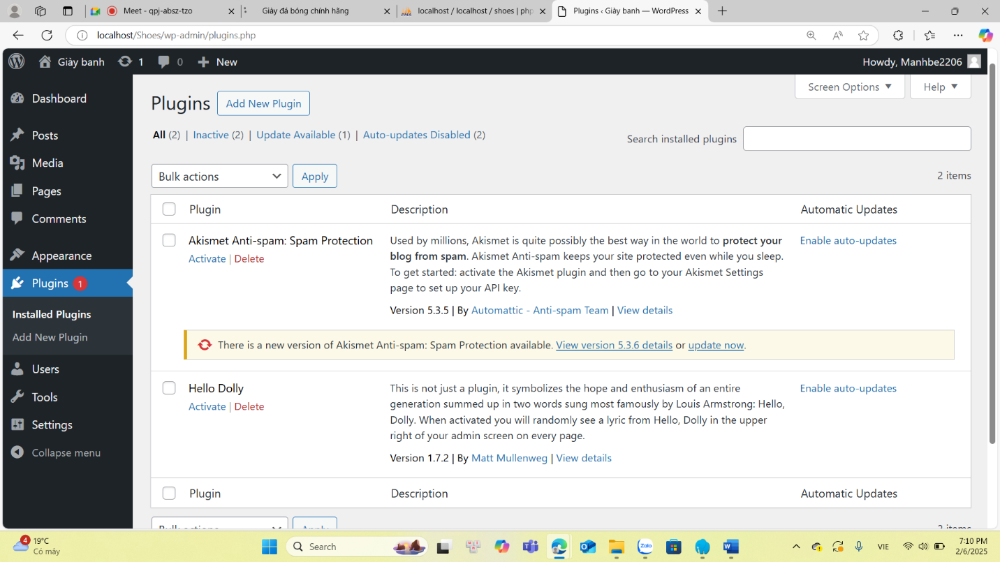 Meet - qpj-absz-tzo
Giày đá bóng chính hãng
localhost / localhost / shoes | php
Plugins ‹ Giày banh — WordPress
localhost/Shoes/wp-admin/plugins.php
Giày banh
1
0
New
Howdy, Manhbe2206
Dashboard
Posts
Media
Pages
Comments
Appearance
Plugins 1
Installed Plugins
Add New Plugin
Users
Tools
Settings
Collapse menu
Screen Options
Help
Plugins
Add New Plugin
All (2) | Inactive (2) | Update Available (1) | Auto-updates Disabled (2)
Search installed plugins
Bulk actions
Apply
2 items
Plugin
Description
Automatic Updates
Akismet Anti-spam: Spam Protection
Activate | Delete
Used by millions, Akismet is quite possibly the best way in the world to protect your
blog from spam. Akismet Anti-spam keeps your site protected even while you sleep.
To get started: activate the Akismet plugin and then go to your Akismet Settings
page to set up your API key.
Version 5.3.5 | By Automattic - Anti-spam Team | View details
Enable auto-updates
There is a new version of Akismet Anti-spam: Spam Protection available. View version 5.3.6 details or update now.
Hello Dolly
Activate | Delete
This is not just a plugin, it symbolizes the hope and enthusiasm of an entire
generation summed up in two words sung most famously by Louis Armstrong: Hello,
Dolly. When activated you will randomly see a lyric from Hello, Dolly in the upper
right of your admin screen on every page.
Version 1.7.2 | By Matt Mullenweg | View details
Enable auto-updates
Plugin
Description
Automatic Updates
Bulk actions
Apply
2 items
4
19°C
Có mây
Search
Zalo
VIE
7:10 PM
2/6/2025